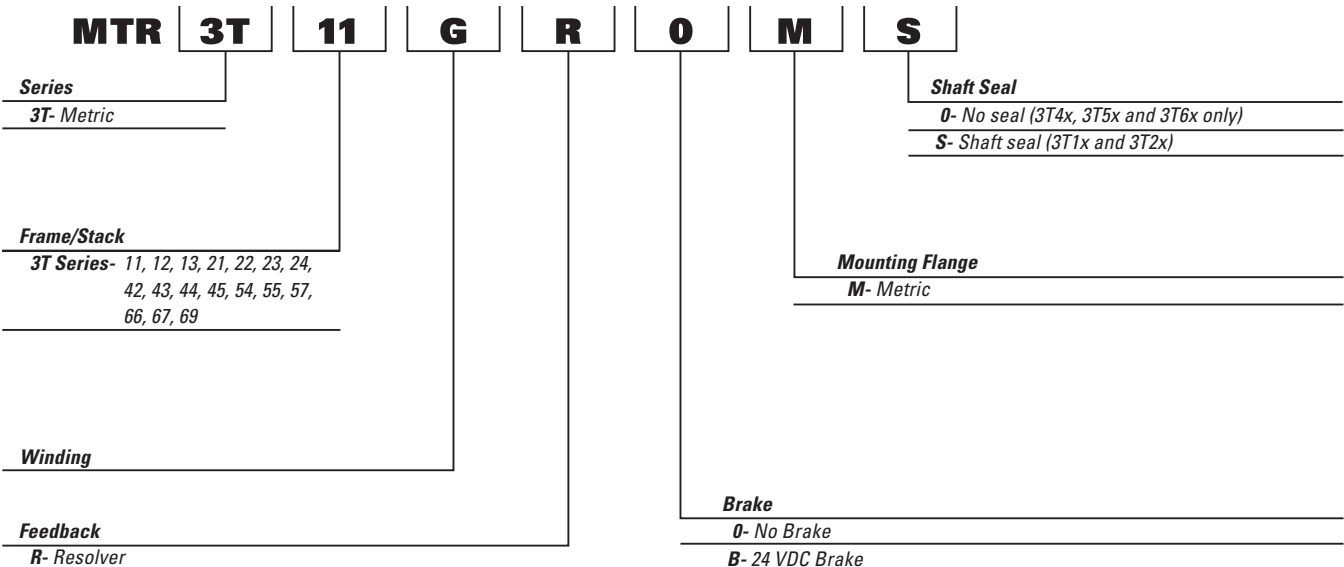 MTR 3T 11 G R 0 M S
Series
3T- Metric
Frame/Stack
3T Series- 11, 12, 13, 21, 22, 23, 24,
42, 43, 44, 45, 54, 55, 57,
66, 67, 69
Winding
Feedback
R- Resolver
Shaft Seal
0- No seal (3T4x, 3T5x and 3T6x only)
S- Shaft seal (3T1x and 3T2x)
Mounting Flange
M- Metric
Brake
0- No Brake
B- 24 VDC Brake